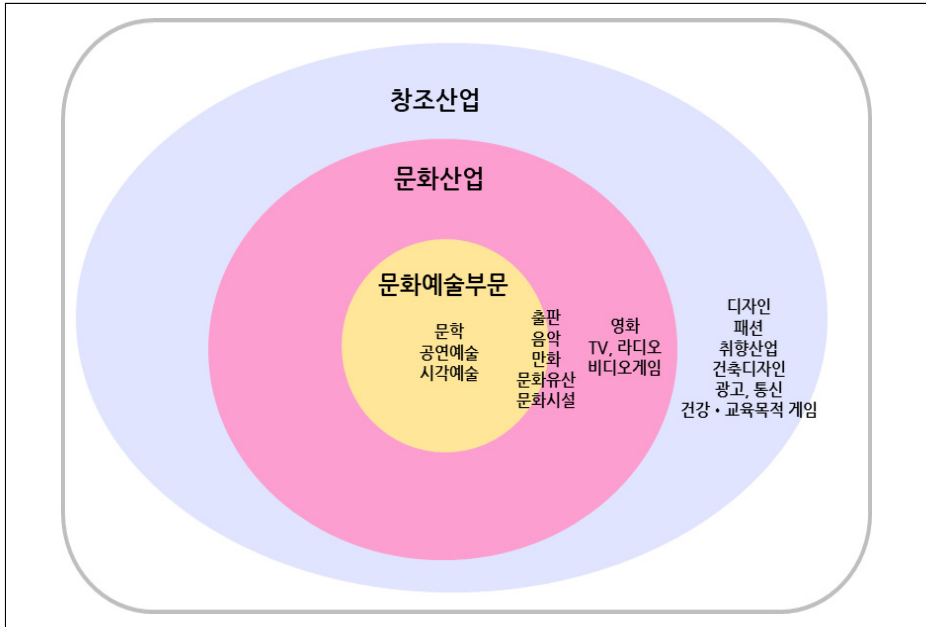 창조산업
문화산업
문화예술부문
문학
공연예술
시각예술
출판
음악
만화
문화유산
문화시설
영화
TV, 라디오
비디오게임
디자인
패션
취향산업
건축디자인
광고, 통신
건강・교육목적 게임